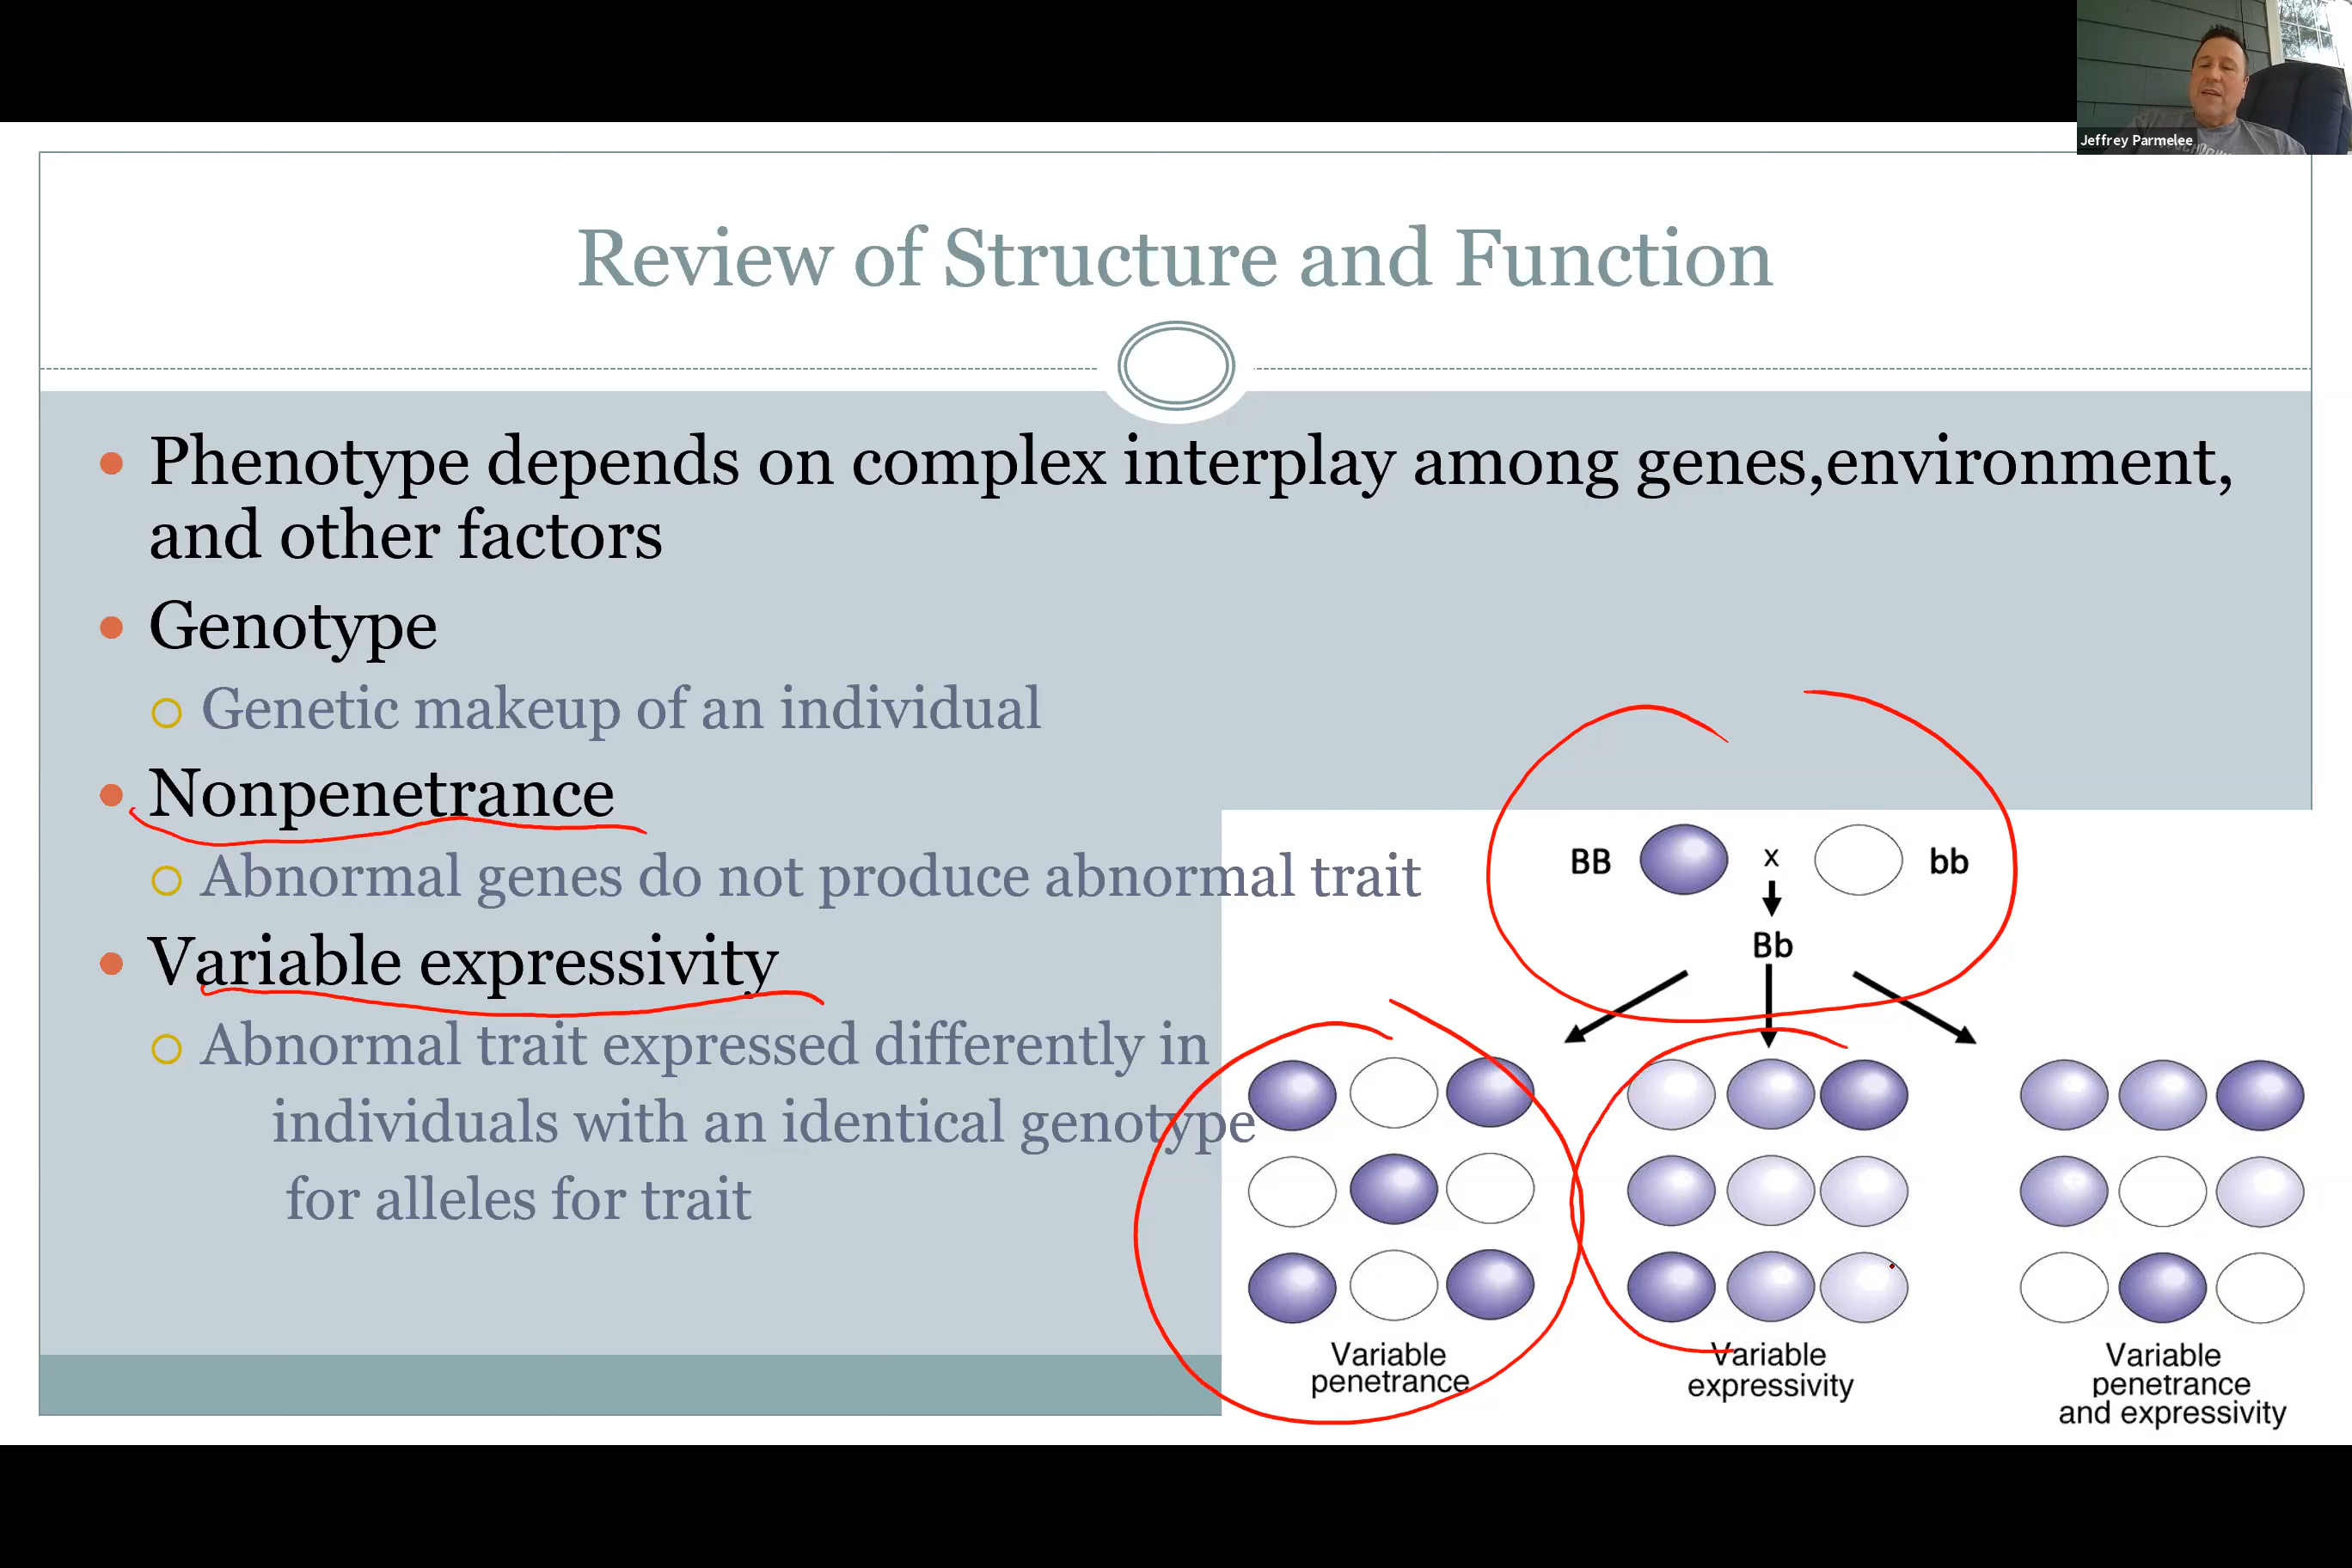 Jeffrey Parmelee
Review of Structure and Function
Phenotype depends on complex interplay among genes,environment,
and other factors
Genotype
Genetic makeup of an individual
Nonpenetrance
Abnormal genes do not produce abnormal trait
Variable expressivity
Abnormal trait expressed differently in
individuals with an identical genotype
for alleles for trait
BB x bb
Bb
Variable
penetrance
Variable
expressivity
Variable
penetrance
and expressivity